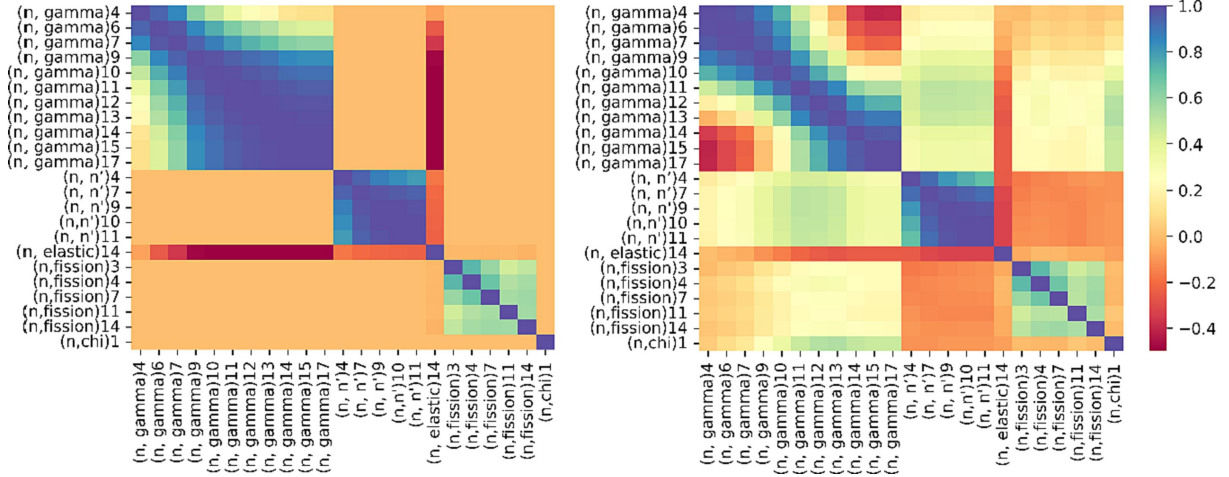 (n, gamma)4
(n, gamma)6
(n, gamma)7
(n, gamma)9
(n, gamma)10
(n, gamma)11
(n, gamma)12
(n, gamma)13
(n, gamma)14
(n, gamma)15
(n, gamma)17
(n, n')4
(n, n')7
(n, n')9
(n,n')10
(n, n')11
(n, elastic)14
(n,fission)3
(n,fission)4
(n,fission)7
(n,fission)11
(n,fission)14
(n,chi)1
(n, gamma)4
(n, gamma)6
(n, gamma)7
(n, gamma)9
(n, gamma)10
(n, gamma)11
(n, gamma)12
(n, gamma)13
(n, gamma)14
(n, gamma)15
(n, gamma)17
(n, n')4
(n, n')7
(n, n')9
(n,n')10
(n, n')11
(n, elastic)14
(n,fission)3
(n,fission)4
(n,fission)7
(n,fission)11
(n,fission)14
(n,chi)1
(n, gamma)4
(n, gamma)6
(n, gamma)7
(n, gamma)9
(n, gamma)10
(n, gamma)11
(n, gamma)12
(n, gamma)13
(n, gamma)14
(n, gamma)15
(n, gamma)17
(n, n')4
(n, n')7
(n, n')9
(n,n')10
(n, n')11
(n, elastic)14
(n,fission)3
(n,fission)4
(n,fission)7
(n,fission)11
(n,fission)14
(n,chi)1
(n, gamma)4
(n, gamma)6
(n, gamma)7
(n, gamma)9
(n, gamma)10
(n, gamma)11
(n, gamma)12
(n, gamma)13
(n, gamma)14
(n, gamma)15
(n, gamma)17
(n, n')4
(n, n')7
(n, n')9
(n,n')10
(n, n')11
(n, elastic)14
(n,fission)3
(n,fission)4
(n,fission)7
(n,fission)11
(n,fission)14
(n,chi)1
1.0
0.8
0.6
0.4
0.2
0.0
−0.2
−0.4